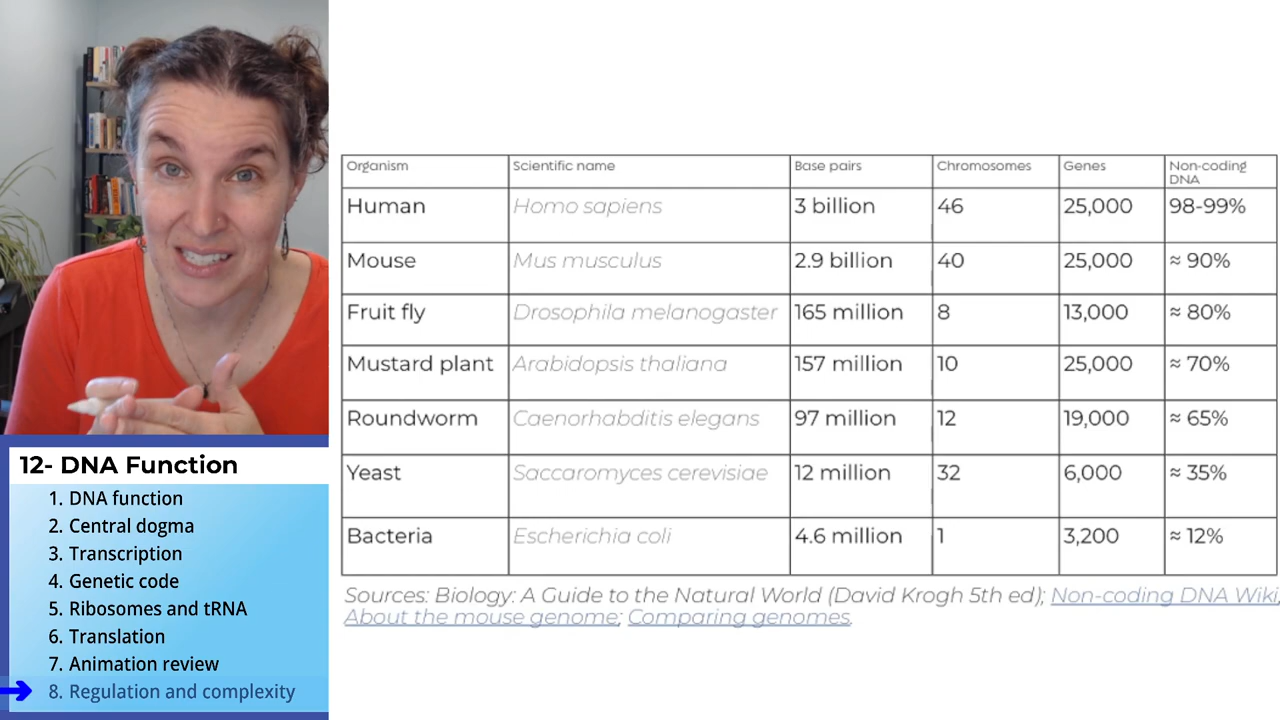 12- DNA Function
1. DNA function
2. Central dogma
3. Transcription
4. Genetic code
5. Ribosomes and tRNA
6. Translation
7. Animation review
8. Regulation and complexity
Organism Scientific name Base pairs Chromosomes Genes Non-coding DNA
Human Homo sapiens 3 billion 46 25,000 98-99%
Mouse Mus musculus 2.9 billion 40 25,000 ≈ 90%
Fruit fly Drosophila melanogaster 165 million 8 13,000 ≈ 80%
Mustard plant Arabidopsis thaliana 157 million 10 25,000 ≈ 70%
Roundworm Caenorhabditis elegans 97 million 12 19,000 ≈ 65%
Yeast Saccaromyces cerevisiae 12 million 32 6,000 ≈ 35%
Bacteria Escherichia coli 4.6 million 1 3,200 ≈ 12%
Sources: Biology: A Guide to the Natural World (David Krogh 5th ed); Non-coding DNA Wiki;
About the mouse genome; Comparing genomes.